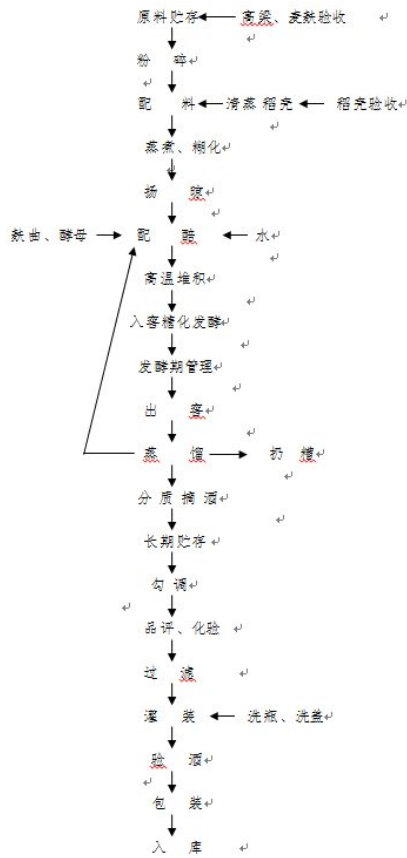 原料贮存 高粱、麦麸验收
粉 碎
配 料 清蒸稻壳 稻壳验收
蒸煮、糊化
扬 晾
麸曲、酵母 配 醅 水
高温堆积
入窖糖化发酵
发酵期管理
出 窖
蒸 馏 扔 糟
分质摘酒
长期贮存
勾调
品评、化验
过 滤
灌 装 洗瓶、洗盖
验 酒
包 装
入 库